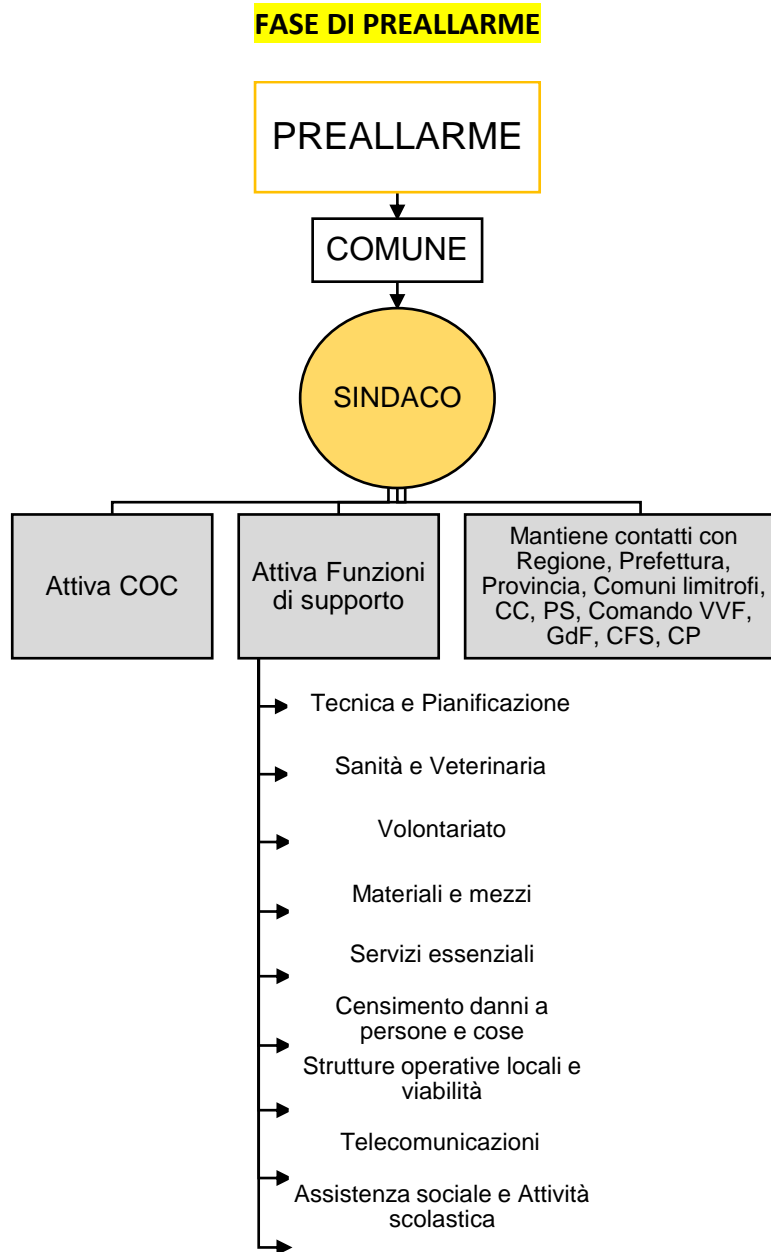 FASE DI PREALLARME
PREALLARME
COMUNE
SINDACO
Attiva COC
Attiva Funzioni
di supporto
Mantiene contatti con
Regione, Prefettura,
Provincia, Comuni limitrofi,
CC, PS, Comando VVF,
GdF, CFS, CP
Tecnica e Pianificazione
Sanità e Veterinaria
Volontariato
Materiali e mezzi
Servizi essenziali
Censimento danni a
persone e cose
Strutture operative locali e
viabilità
Telecomunicazioni
Assistenza sociale e Attività
scolastica